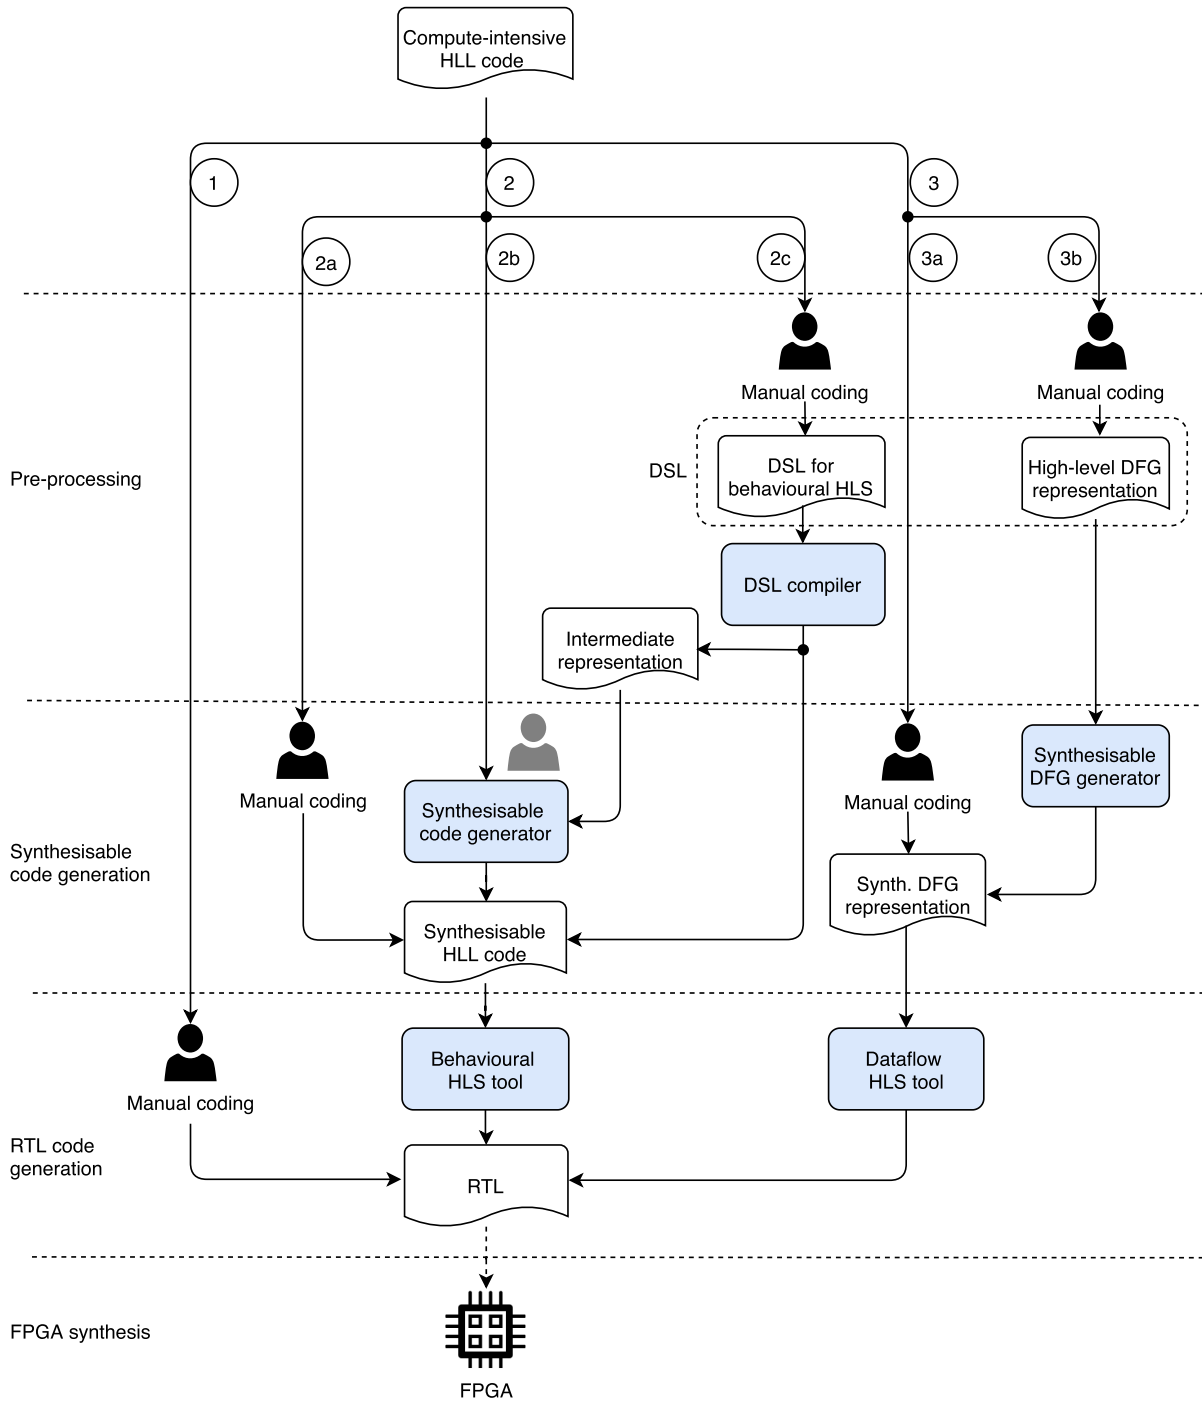 Compute-intensive
HLL code
1
2
3
2a
2b
2c
3a
3b
Manual coding
Manual coding
Pre-processing
DSL
DSL for
behavioural HLS
High-level DFG
representation
DSL compiler
Intermediate
representation
Manual coding
Synthesisable
code generator
Manual coding
Synthesisable
DFG generator
Synthesisable
code generation
Synthesisable
HLL code
Synth. DFG
representation
Manual coding
Behavioural
HLS tool
Dataflow
HLS tool
RTL code
generation
RTL
FPGA synthesis
FPGA